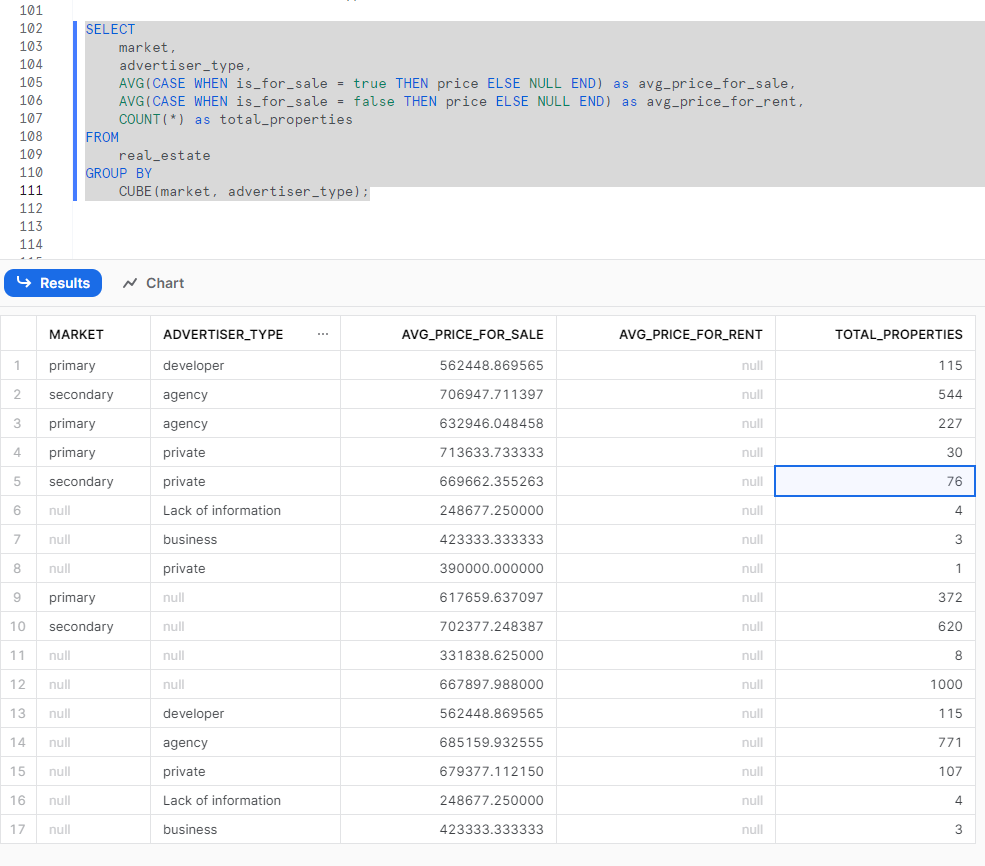 101
102 SELECT
103 market,
104 advertiser_type,
105 AVG(CASE WHEN is_for_sale = true THEN price ELSE NULL END) as avg_price_for_sale,
106 AVG(CASE WHEN is_for_sale = false THEN price ELSE NULL END) as avg_price_for_rent,
107 COUNT(*) as total_properties
108 FROM
109 real_estate
110 GROUP BY
111 CUBE(market, advertiser_type);
112
113
114
Results Chart
MARKET ADVERTISER_TYPE ... AVG_PRICE_FOR_SALE AVG_PRICE_FOR_RENT TOTAL_PROPERTIES
1 primary developer 562448.869565 null 115
2 secondary agency 706947.711397 null 544
3 primary agency 632946.048458 null 227
4 primary private 713633.733333 null 30
5 secondary private 669662.355263 null 76
6 null Lack of information 248677.250000 null 4
7 null business 423333.333333 null 3
8 null private 390000.000000 null 1
9 primary null 617659.637097 null 372
10 secondary null 702377.248387 null 620
11 null null 331838.625000 null 8
12 null null 667897.988000 null 1000
13 null developer 562448.869565 null 115
14 null agency 685159.932555 null 771
15 null private 679377.112150 null 107
16 null Lack of information 248677.250000 null 4
17 null business 423333.333333 null 3